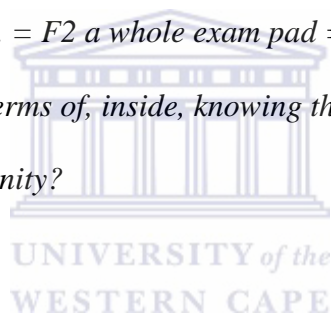 = F2 a whole exam pad =
erms of, inside, knowing th
nity?
UNIVERSITY of the
WESTERN CAPE